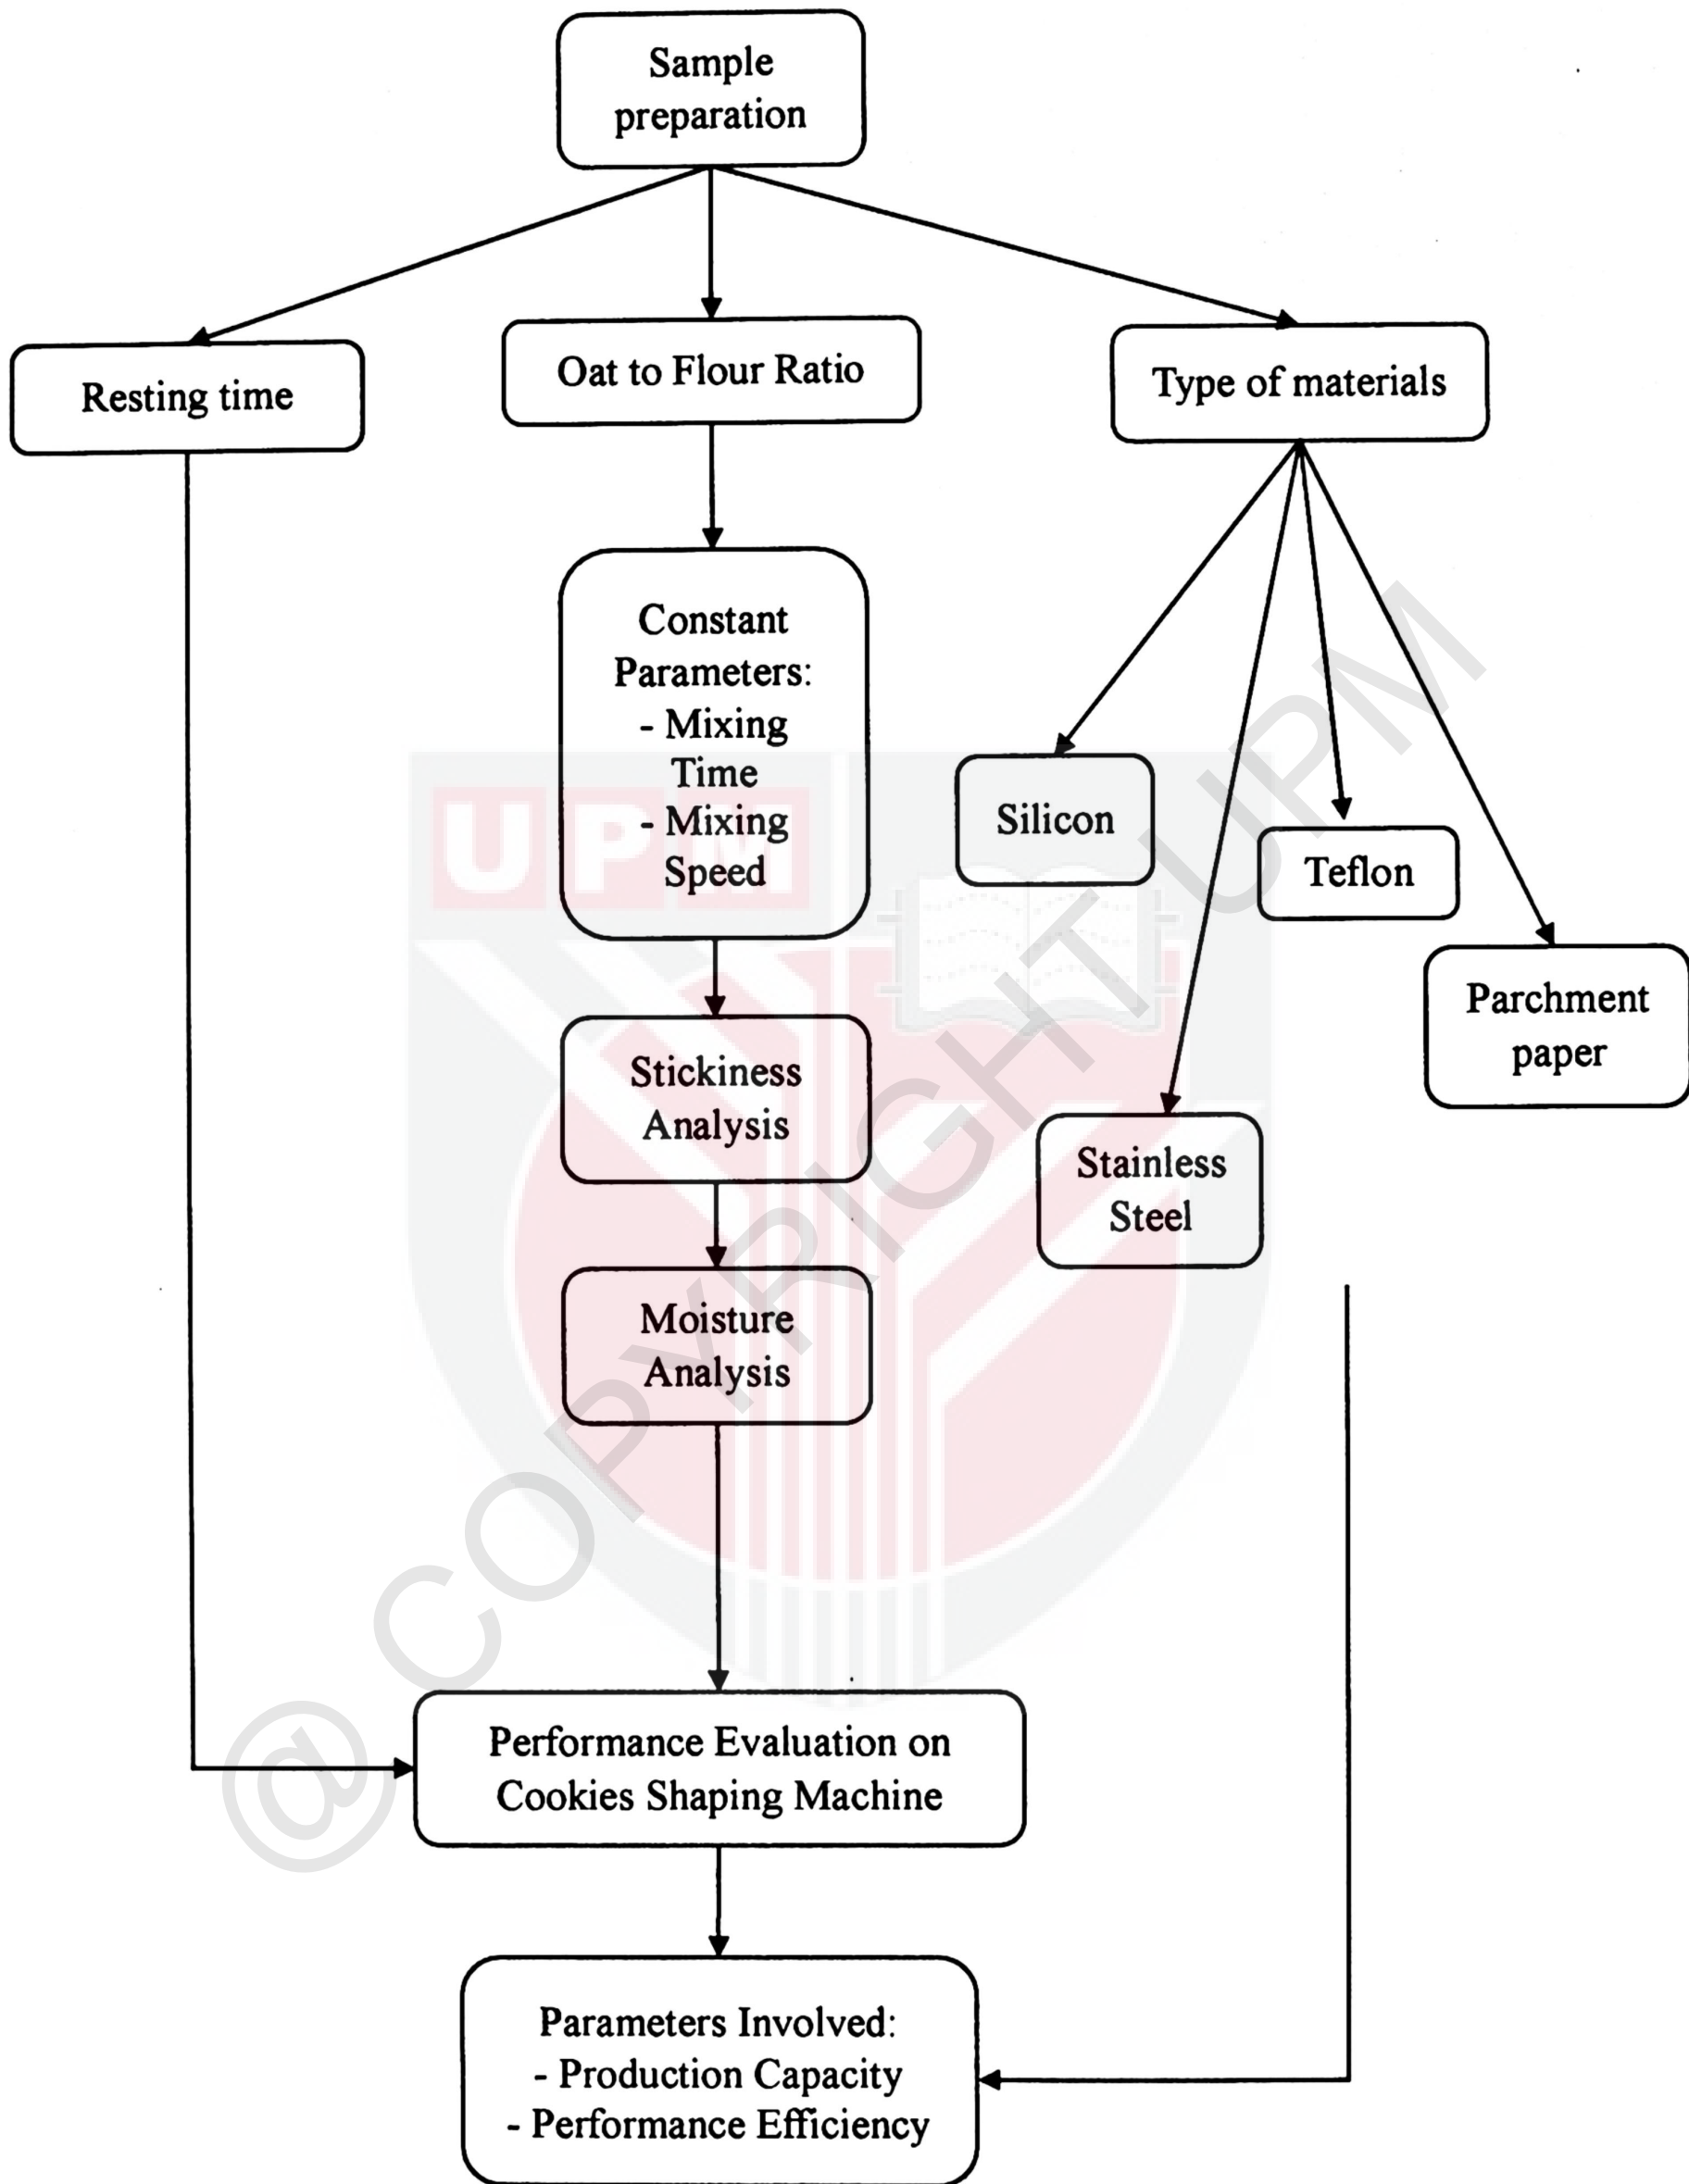 Sample
preparation
Resting time
Oat to Flour Ratio
Type of materials
Constant
Parameters:
- Mixing
Time
- Mixing
Speed
Silicon
Teflon
Parchment
paper
Stainless
Steel
Stickiness
Analysis
Moisture
Analysis
Performance Evaluation on
Cookies Shaping Machine
Parameters Involved:
- Production Capacity
- Performance Efficiency
UPM
@ COPYRIGHT UPM